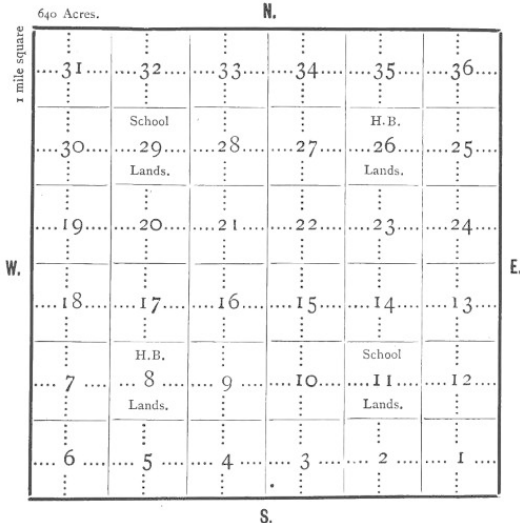 640 Acres.
N.
1 mile square
31 32 33 34 35 36
School H.B.
30 29 28 27 26 25
Lands. Lands.
19 20 21 22 23 24
W. E.
18 17 16 15 14 13
H.B. School
7 8 9 10 11 12
Lands. Lands.
6 5 4 3 2 1
S.